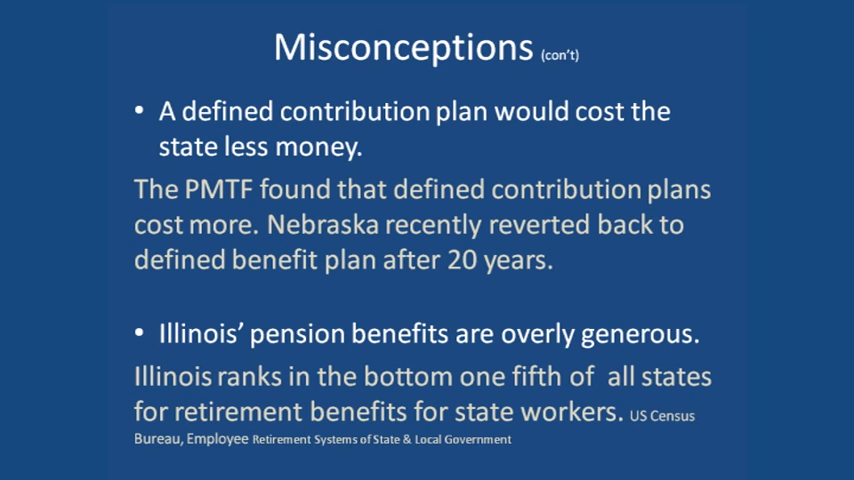 Misconceptions (con't)
• A defined contribution plan would cost the
state less money.
The PMTF found that defined contribution plans
cost more. Nebraska recently reverted back to
defined benefit plan after 20 years.
• Illinois’ pension benefits are overly generous.
Illinois ranks in the bottom one fifth of all states
for retirement benefits for state workers. US Census
Bureau, Employee Retirement Systems of State & Local Government